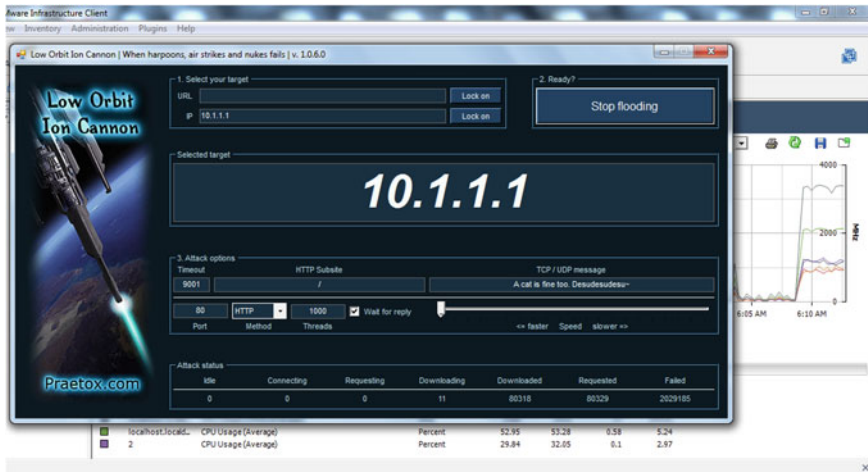 Mware Infrastructure Client
ew Inventory Administration Plugins Help
Low Orbit Ion Cannon | When harpoons, air strikes and nukes fails | v. 1.0.6.0
Low Orbit
Ion Cannon
Praetox.com
1. Select your target
URL Lock on
IP 10.1.1.1 Lock on
2. Ready?
Stop flooding
Selected target
10.1.1.1
3. Attack options
Timeout HTTP Subsite TCP / UDP message
9001 / A cat is fine too. Desudesudesu~
80 HTTP 1000 Wait for reply
Port Method Threads <= faster Speed slower =>
Attack status
Idle Connecting Requesting Downloading Downloaded Requested Failed
0 0 0 11 80318 80329 2029185
4000
2000
0
MHz
6:05 AM 6:10 AM
localhost.locald... CPU Usage (Average) Percent 52.95 53.28 0.58 5.24
2 CPU Usage (Average) Percent 29.84 32.05 0.1 2.97